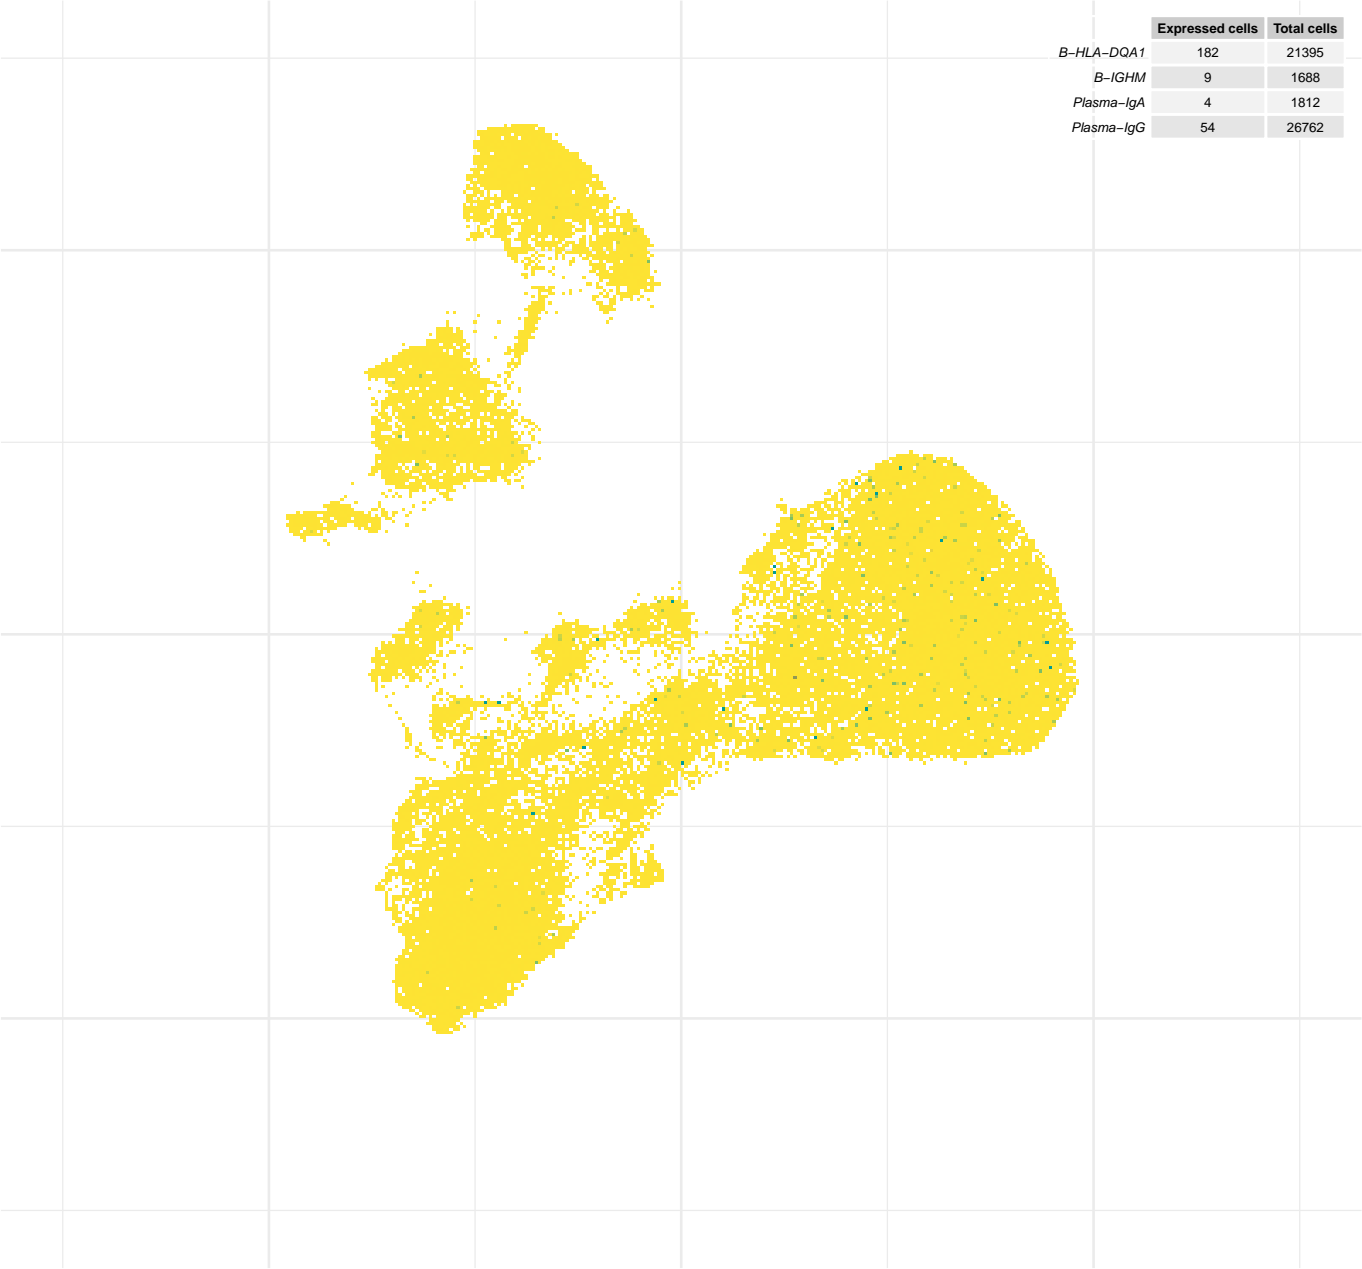 Expressed cells Total cells
B−HLA−DQA1 182 21395
B−IGHM 9 1688
Plasma−IgA 4 1812
Plasma−IgG 54 26762